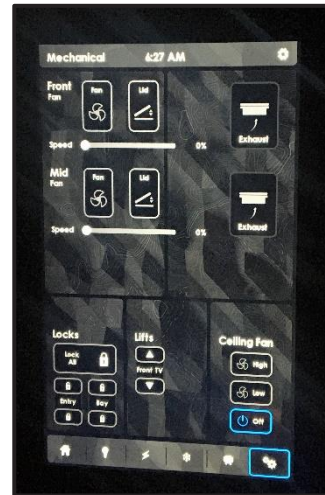 Mechanical 6:27 AM
Front
Fan
Fan
Lid
Exhaust
Speed 0%
Mid
Fan
Fan
Lid
Exhaust
Speed 0%
Locks
Lock
All
Entry Bay
Lifts
Front TV
Ceiling Fan
High
Low
Off